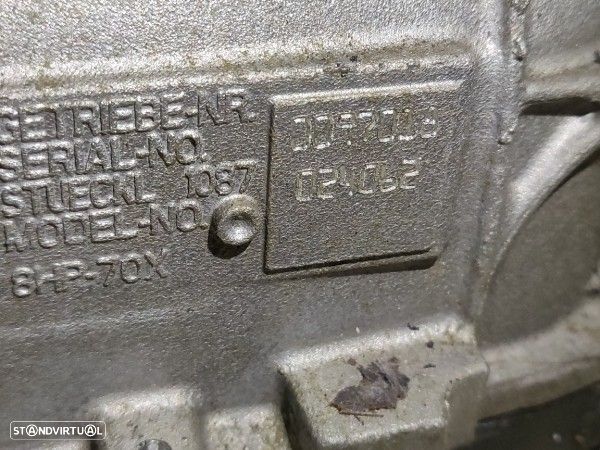 GETRIEBE-NR.
SERIAL-NO.
STUECKL 1087
MODEL-NO.
8HP-70X
024062
STANDVIRTUAL